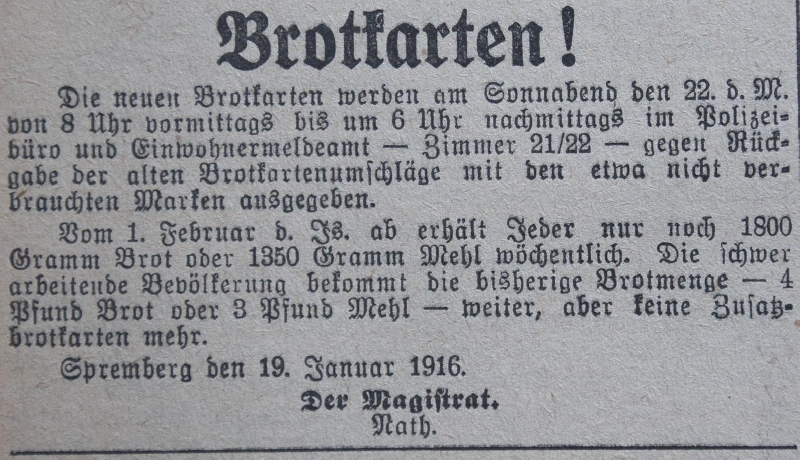 Brotkarten!
Die neuen Brotkarten werden am Sonnabend den 22. d. M.
von 8 Uhr vormittags bis um 6 Uhr nachmittags im Polizei-
büro und Einwohnermeldeamt — Zimmer 21/22 — gegen Rück-
gabe der alten Brotkartenumschläge mit den etwa nicht ver-
brauchten Marken ausgegeben.
Vom 1. Februar d. Js. ab erhält Jeder nur noch 1800
Gramm Brot oder 1350 Gramm Mehl wöchentlich. Die schwer
arbeitende Bevölkerung bekommt die bisherige Brotmenge — 4
Pfund Brot oder 3 Pfund Mehl — weiter, aber keine Zusatz-
brotkarten mehr.
Spremberg den 19. Januar 1916.
Der Magistrat.
Nath.